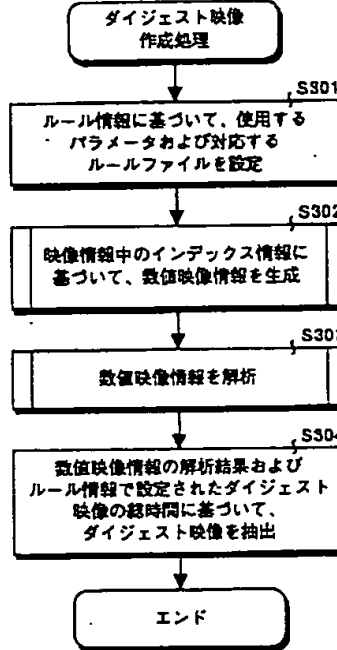 ダイジェスト映像
作成処理
S301
ルール情報に基づいて、使用する
パラメータおよび対応する
ルールファイルを設定
S302
映像情報中のインデックス情報に
基づいて、数値映像情報を生成
S303
数値映像情報を解析
S304
数値映像情報の解析結果および
ルール情報で設定されたダイジェスト
映像の総時間に基づいて、
ダイジェスト映像を抽出
エンド